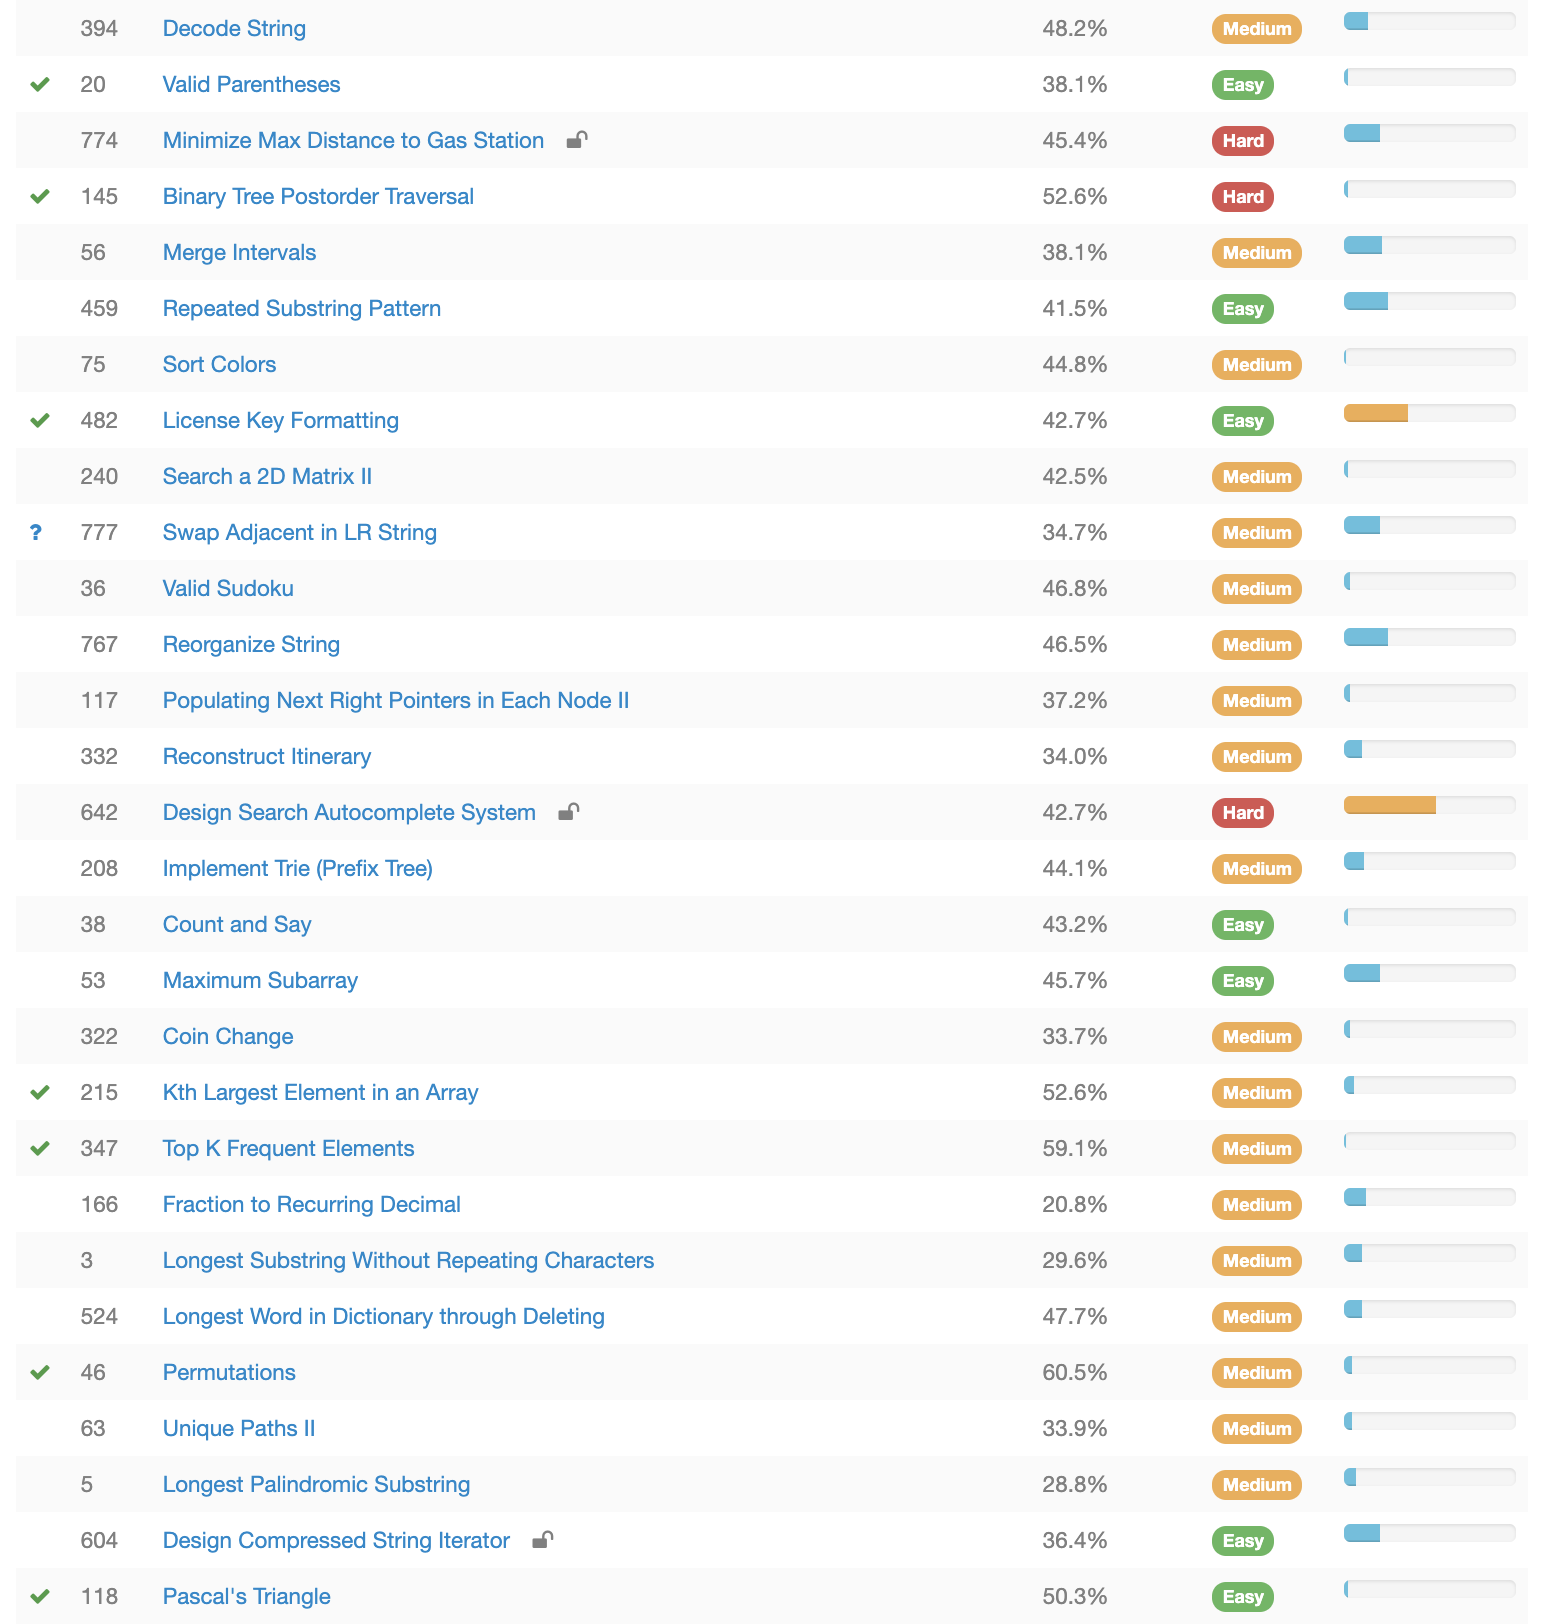 394 Decode String 48.2% Medium
20 Valid Parentheses 38.1% Easy
774 Minimize Max Distance to Gas Station 45.4% Hard
145 Binary Tree Postorder Traversal 52.6% Hard
56 Merge Intervals 38.1% Medium
459 Repeated Substring Pattern 41.5% Easy
75 Sort Colors 44.8% Medium
482 License Key Formatting 42.7% Easy
240 Search a 2D Matrix II 42.5% Medium
? 777 Swap Adjacent in LR String 34.7% Medium
36 Valid Sudoku 46.8% Medium
767 Reorganize String 46.5% Medium
117 Populating Next Right Pointers in Each Node II 37.2% Medium
332 Reconstruct Itinerary 34.0% Medium
642 Design Search Autocomplete System 42.7% Hard
208 Implement Trie (Prefix Tree) 44.1% Medium
38 Count and Say 43.2% Easy
53 Maximum Subarray 45.7% Easy
322 Coin Change 33.7% Medium
215 Kth Largest Element in an Array 52.6% Medium
347 Top K Frequent Elements 59.1% Medium
166 Fraction to Recurring Decimal 20.8% Medium
3 Longest Substring Without Repeating Characters 29.6% Medium
524 Longest Word in Dictionary through Deleting 47.7% Medium
46 Permutations 60.5% Medium
63 Unique Paths II 33.9% Medium
5 Longest Palindromic Substring 28.8% Medium
604 Design Compressed String Iterator 36.4% Easy
118 Pascal's Triangle 50.3% Easy